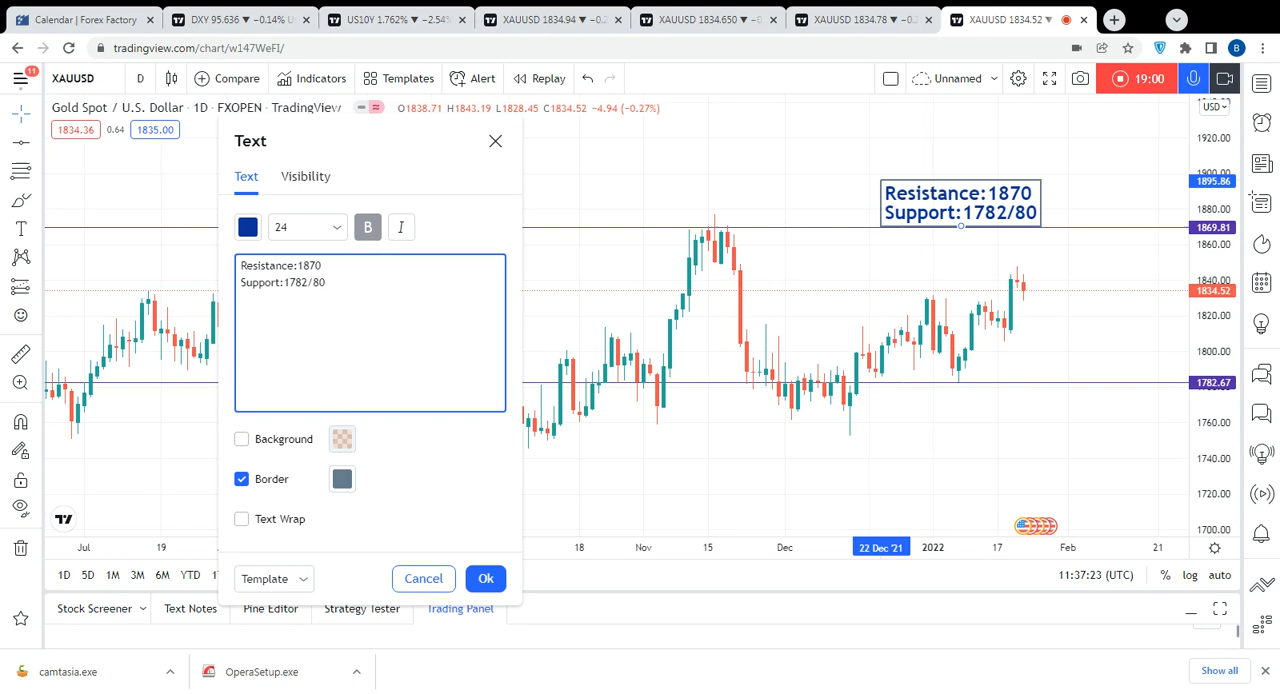 Calendar | Forex Factory
DXY 95.636 ▼ −0.14% U
US10Y 1.762% ▼ −2.54
XAUUSD 1834.94 ▼ −0.2
XAUUSD 1834.650 ▼ −0.
XAUUSD 1834.78 ▼ −0.2
XAUUSD 1834.52 ▼
tradingview.com/chart/w147WeFI/
B
11
XAUUSD
D
Compare
Indicators
Templates
Alert
Replay
Unnamed
19:00
Gold Spot / U.S. Dollar · 1D · FXOPEN · TradingView
O1838.71 H1843.19 L1828.45 C1834.52 −4.94 (−0.27%)
USD
1834.36 0.64 1835.00
Text
Text Visibility
24
B
I
Resistance:1870
Support:1782/80
Background
Border
Text Wrap
Template
Cancel
Ok
Resistance:1870
Support:1782/80
1920.00
1900.00
1895.86
1880.00
1869.81
1860.00
1840.00
1834.52
1820.00
1800.00
1782.67
1760.00
1740.00
1720.00
1700.00
Jul 19 18 Nov 15 Dec 22 Dec '21 2022 17 Feb 21
1D 5D 1M 3M 6M YTD
11:37:23 (UTC) % log auto
Stock Screener Text Notes Pine Editor Strategy Tester Trading Panel
camtasia.exe
OperaSetup.exe
Show all